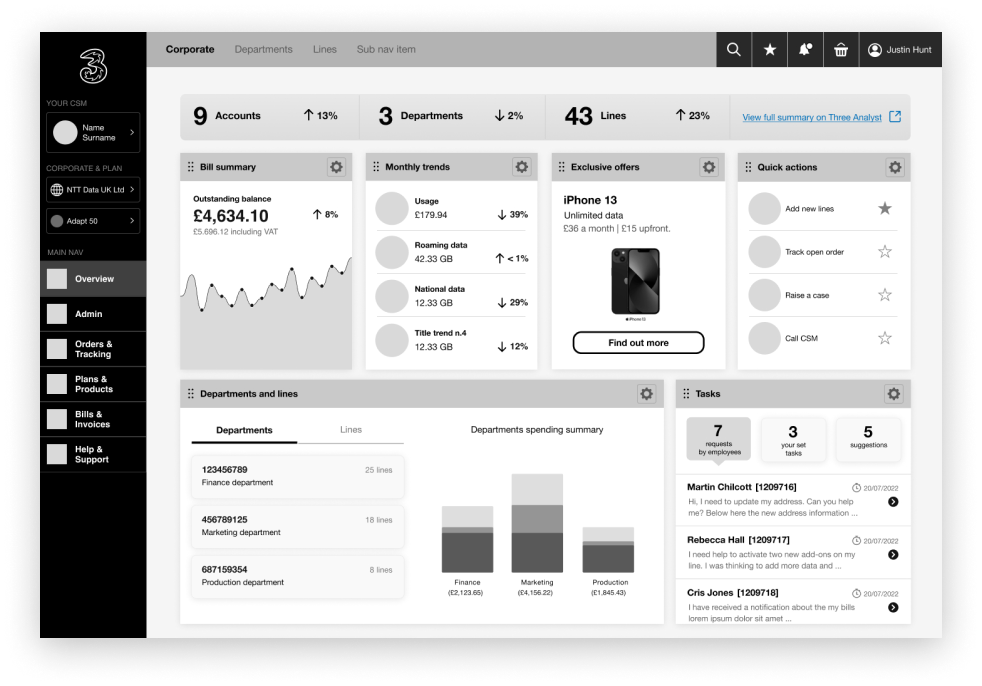 3
Corporate
Departments
Lines
Sub nav item
Justin Hunt
YOUR CSM
Name
Surname
CORPORATE & PLAN
NTT Data UK Ltd
Adapt 50
MAIN NAV
Overview
Admin
Orders &
Tracking
Plans &
Products
Bills &
Invoices
Help &
Support
9 Accounts ↑ 13%
3 Departments ↓ 2%
43 Lines ↑ 23%
View full summary on Three Analyst
Bill summary
Outstanding balance
£4,634.10 ↑ 8%
£5.696.12 including VAT
Monthly trends
Usage
£179.94 ↓ 39%
Roaming data
42.33 GB ↑ < 1%
National data
12.33 GB ↓ 29%
Title trend n.4
12.33 GB ↓ 12%
Exclusive offers
iPhone 13
Unlimited data
£36 a month | £15 upfront.
iPhone 13
Find out more
Quick actions
Add new lines
Track open order
Raise a case
Call CSM
Departments and lines
Departments
Lines
123456789 25 lines
Finance department
456789125 18 lines
Marketing department
687159354 8 lines
Production department
Departments spending summary
Finance
(£2,123.65)
Marketing
(£4,156.22)
Production
(£1,845.43)
Tasks
7
requests
by employees
3
your set
tasks
5
suggestions
Martin Chilcott [1209716] 20/07/2022
Hi, I need to update my address. Can you help
me? Below here the new address information ...
Rebecca Hall [1209717] 20/07/2022
I need help to activate two new add-ons on my
line. I was thinking to add more data and ...
Cris Jones [1209718] 20/07/2022
I have received a notification about the my bills
lorem ipsum dolor sit amet ...